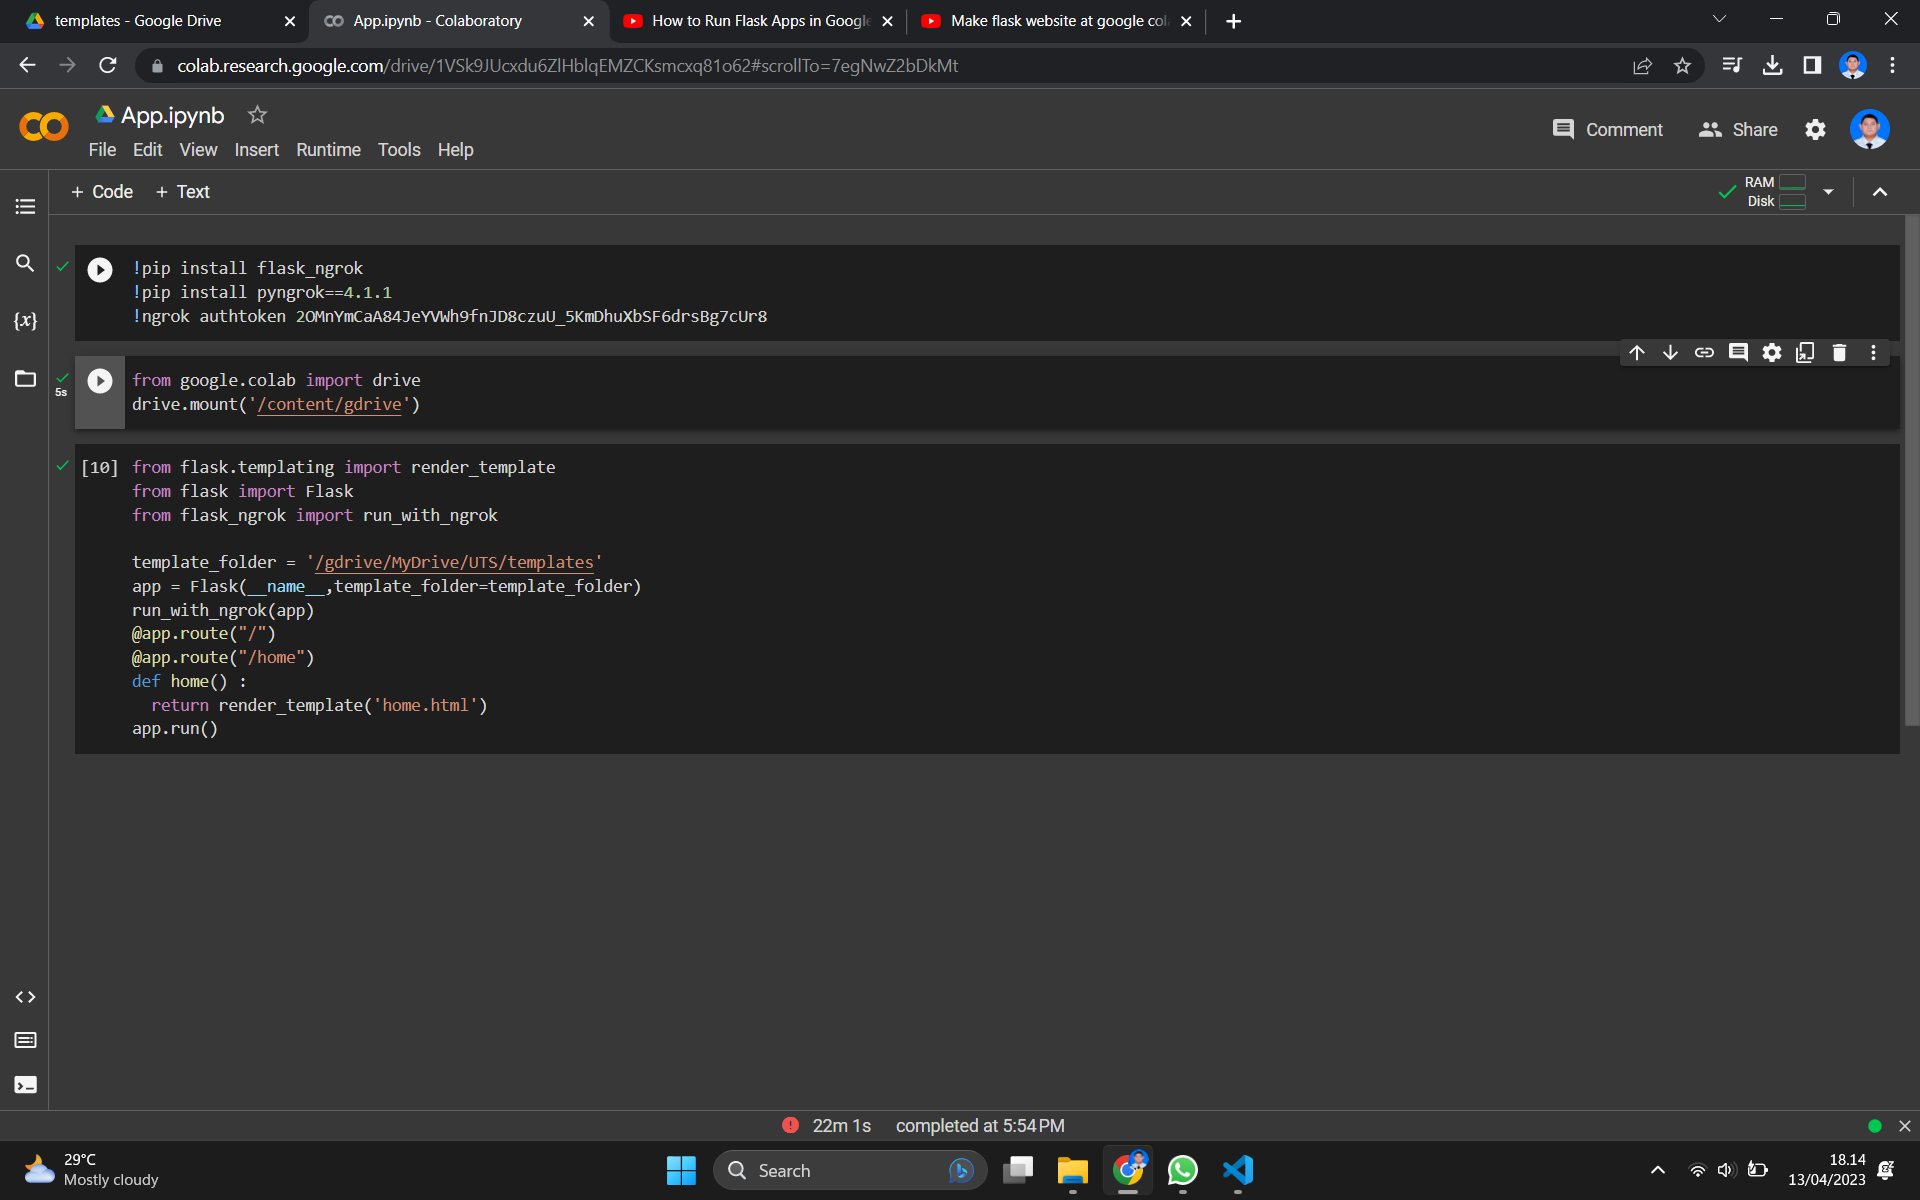 templates - Google Drive
App.ipynb - Colaboratory
How to Run Flask Apps in Google
Make flask website at google col
colab.research.google.com/drive/1VSk9JUcxdu6ZlHblqEMZCKsmcxq81o62#scrollTo=7egNwZ2bDkMt
App.ipynb
Comment
Share
File Edit View Insert Runtime Tools Help
+ Code + Text
RAM
Disk
!pip install flask_ngrok
!pip install pyngrok==4.1.1
!ngrok authtoken 2OMnYmCaA84JeYVWh9fnJD8czuU_5KmDhuXbSF6drsBg7cUr8
{x}
5s
from google.colab import drive
drive.mount('/content/gdrive')
[10]
from flask.templating import render_template
from flask import Flask
from flask_ngrok import run_with_ngrok
template_folder = '/gdrive/MyDrive/UTS/templates'
app = Flask(__name__,template_folder=template_folder)
run_with_ngrok(app)
@app.route("/")
@app.route("/home")
def home() :
return render_template('home.html')
app.run()
22m 1s completed at 5:54 PM
29°C
Mostly cloudy
Search
18.14
13/04/2023